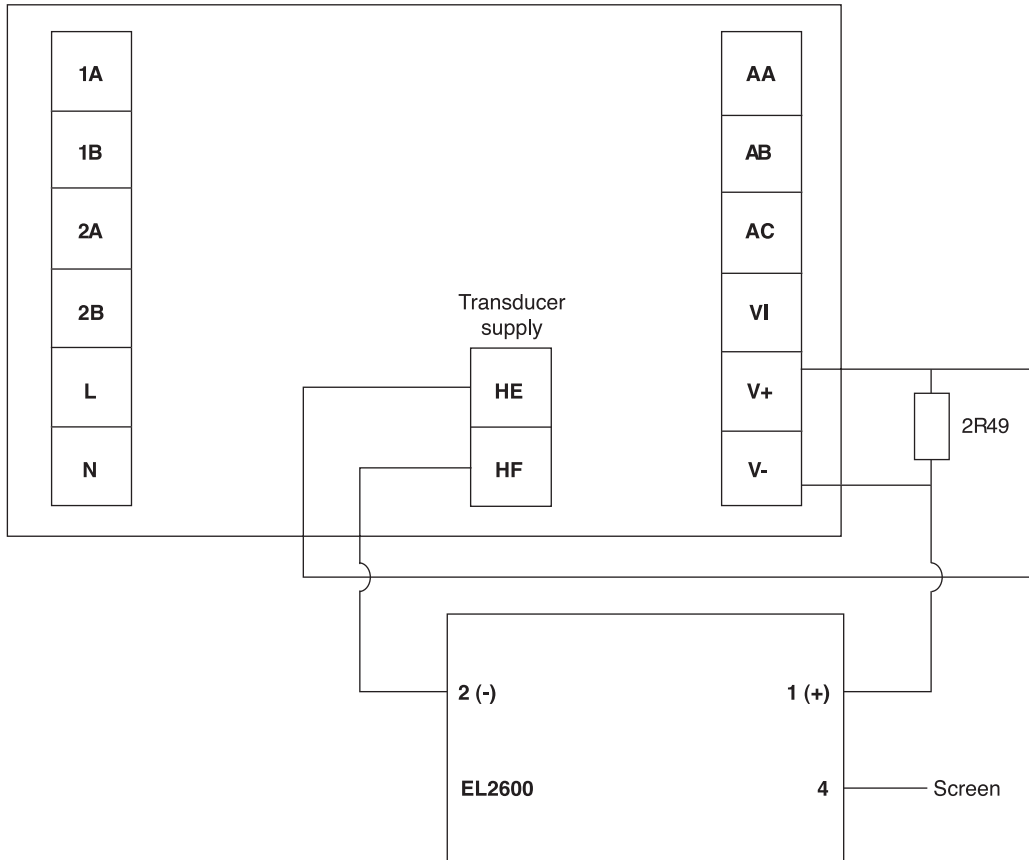 1A
1B
2A
2B
L
N
Transducer
supply
HE
HF
AA
AB
AC
VI
V+
V-
2R49
2 (-)
1 (+)
EL2600
4
Screen